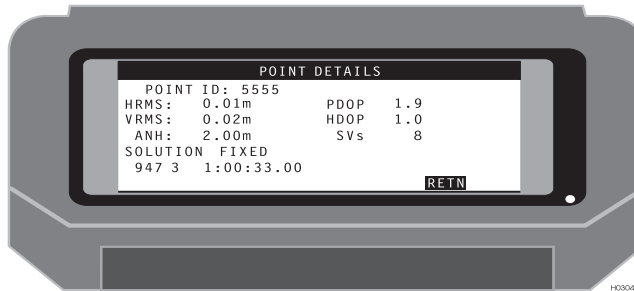 POINT DETAILS
POINT ID: 5555
HRMS: 0.01m PDOP 1.9
VRMS: 0.02m HDOP 1.0
ANH: 2.00m SVs 8
SOLUTION FIXED
947 3 1:00:33.00
RETN
H0304